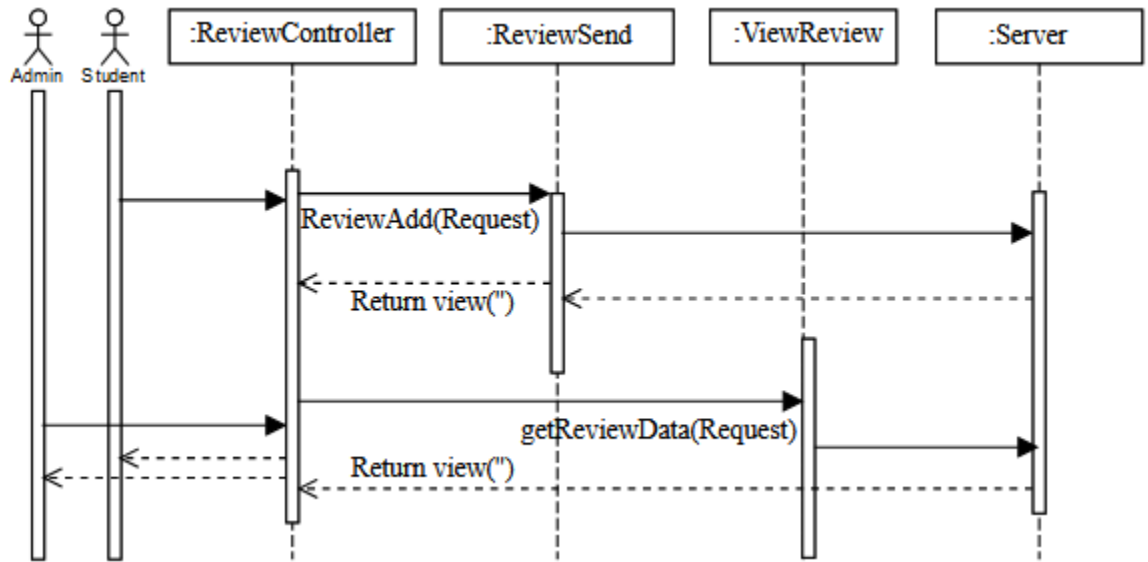 :ReviewController
:ReviewSend
:ViewReview
:Server
Admin
Student
ReviewAdd(Request)
Return view('')
getReviewData(Request)
Return view('')